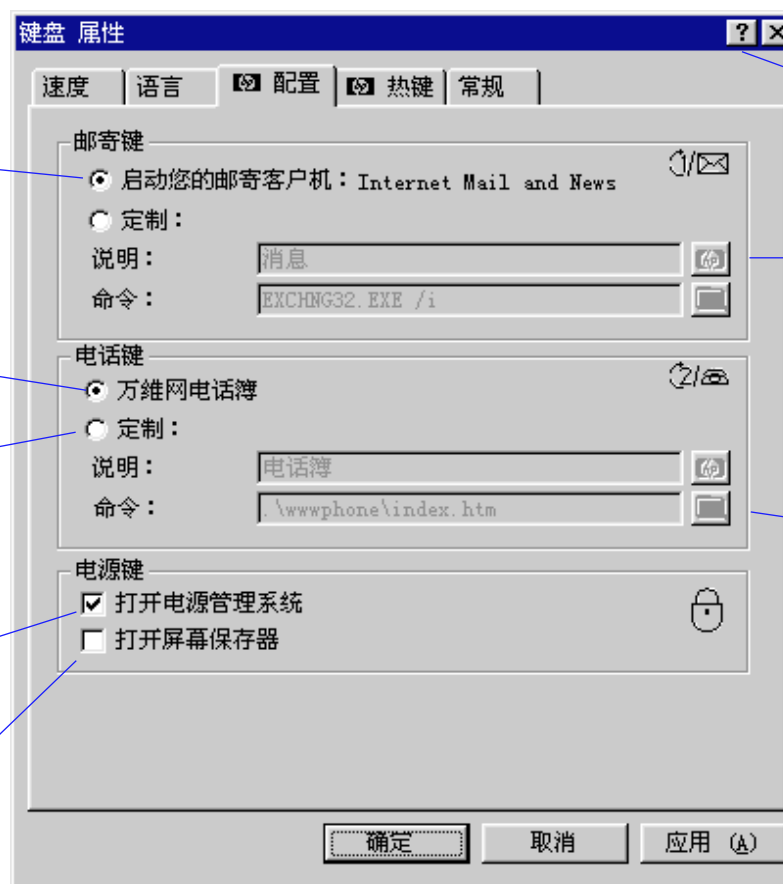 键盘 属性
速度 语言 配置 热键 常规
邮寄键
启动您的邮寄客户机：Internet Mail and News
1/
定制：
说明： 消息
命令： EXCHNG32.EXE /i
电话键
万维网电话簿
2/
定制：
说明： 电话簿
命令： .\wwwphone\index.htm
电源键
打开电源管理系统
打开屏幕保存器
确定 取消 应用 (A)